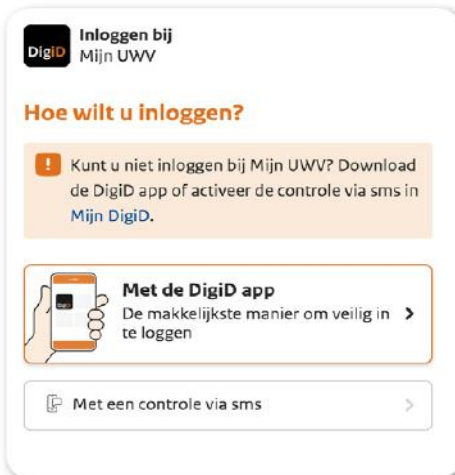 DigiD
Inloggen bij
Mijn UWV
Hoe wilt u inloggen?
! Kunt u niet inloggen bij Mijn UWV? Download
de DigiD app of activeer de controle via sms in
Mijn DigiD.
DigiD
Met de DigiD app
De makkelijkste manier om veilig in
te loggen
Met een controle via sms